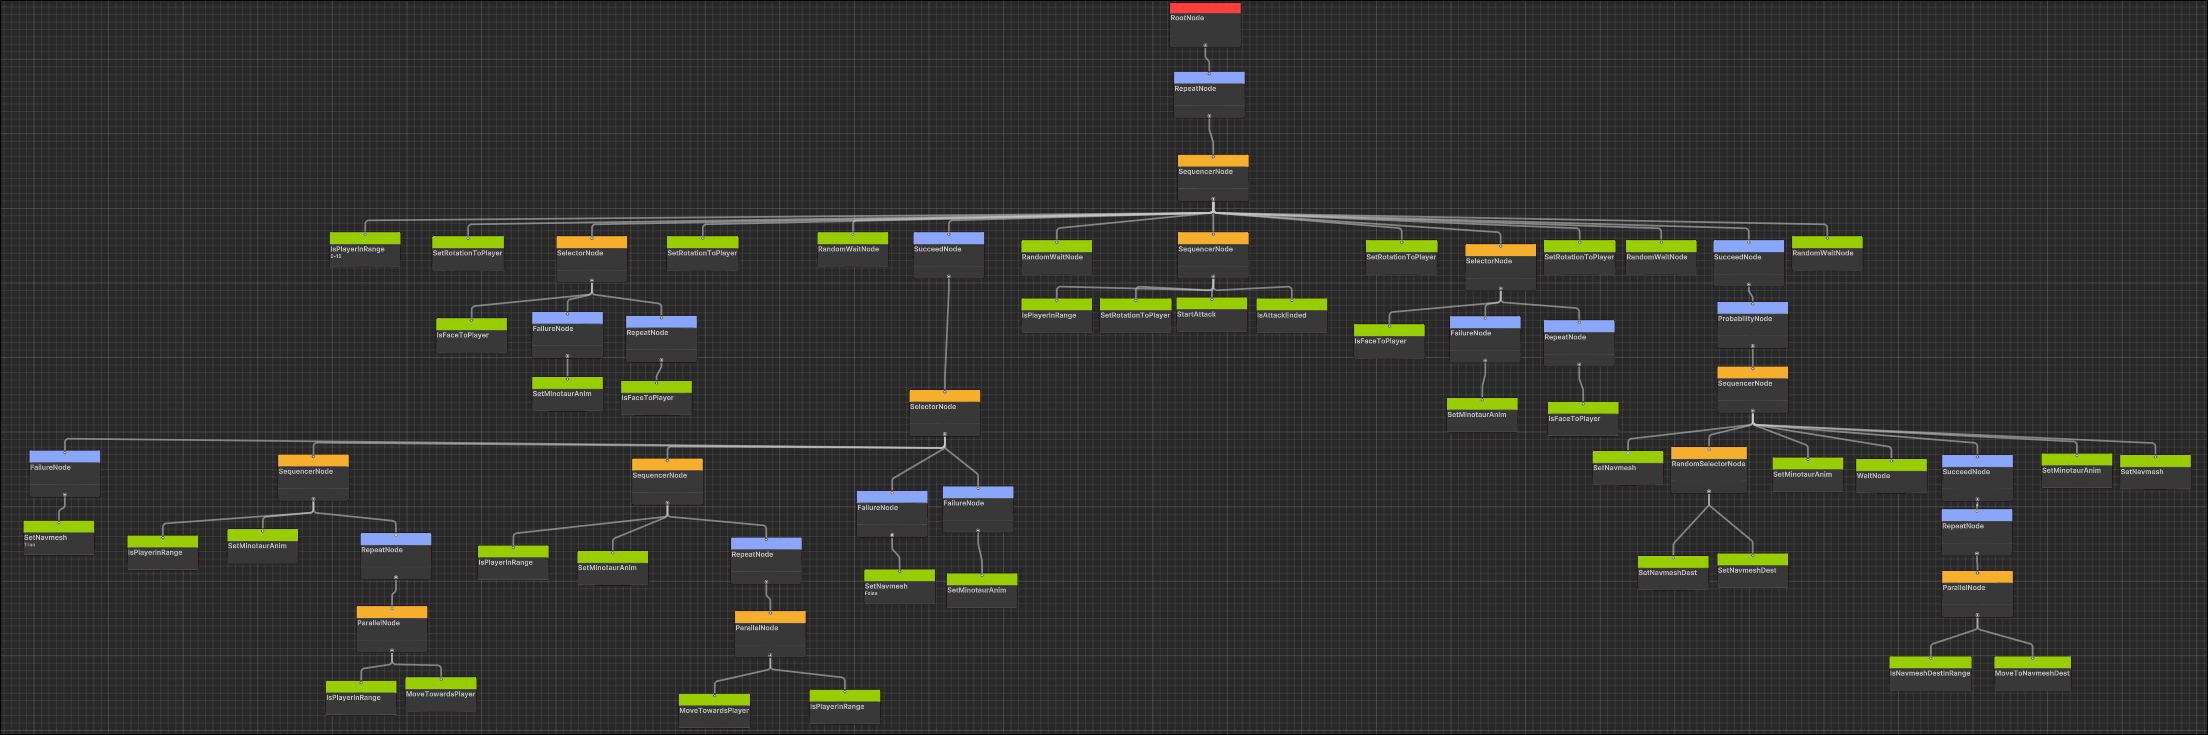 RootNode
RepeatNode
SequencerNode
IsPlayerInRange
SetRotationToPlayer
SelectorNode
SetRotationToPlayer
RandomWaitNode
SucceedNode
RandomWaitNode
SequencerNode
SetRotationToPlayer
SelectorNode
SetRotationToPlayer
RandomWaitNode
SucceedNode
RandomWaitNode
IsFaceToPlayer
FailureNode
RepeatNode
IsPlayerInRange
SetRotationToPlayer
StartAttack
IsAttackEnded
IsFaceToPlayer
FailureNode
RepeatNode
ProbabilityNode
SetMinotaurAnim
IsFaceToPlayer
SelectorNode
SetMinotaurAnim
IsFaceToPlayer
SequencerNode
FailureNode
SequencerNode
SequencerNode
FailureNode
FailureNode
SetNavmesh
RandomSelectorNode
SetMinotaurAnim
WaitNode
SucceedNode
SetMinotaurAnim
SetNavmesh
SetNavmesh
True
IsPlayerInRange
SetMinotaurAnim
RepeatNode
IsPlayerInRange
SetMinotaurAnim
RepeatNode
SetNavmesh
False
SetMinotaurAnim
SetNavmeshDest
SetNavmeshDest
RepeatNode
ParallelNode
ParallelNode
ParallelNode
IsPlayerInRange
MoveTowardsPlayer
MoveTowardsPlayer
IsPlayerInRange
IsNavmeshDestInRange
MoveToNavmeshDest